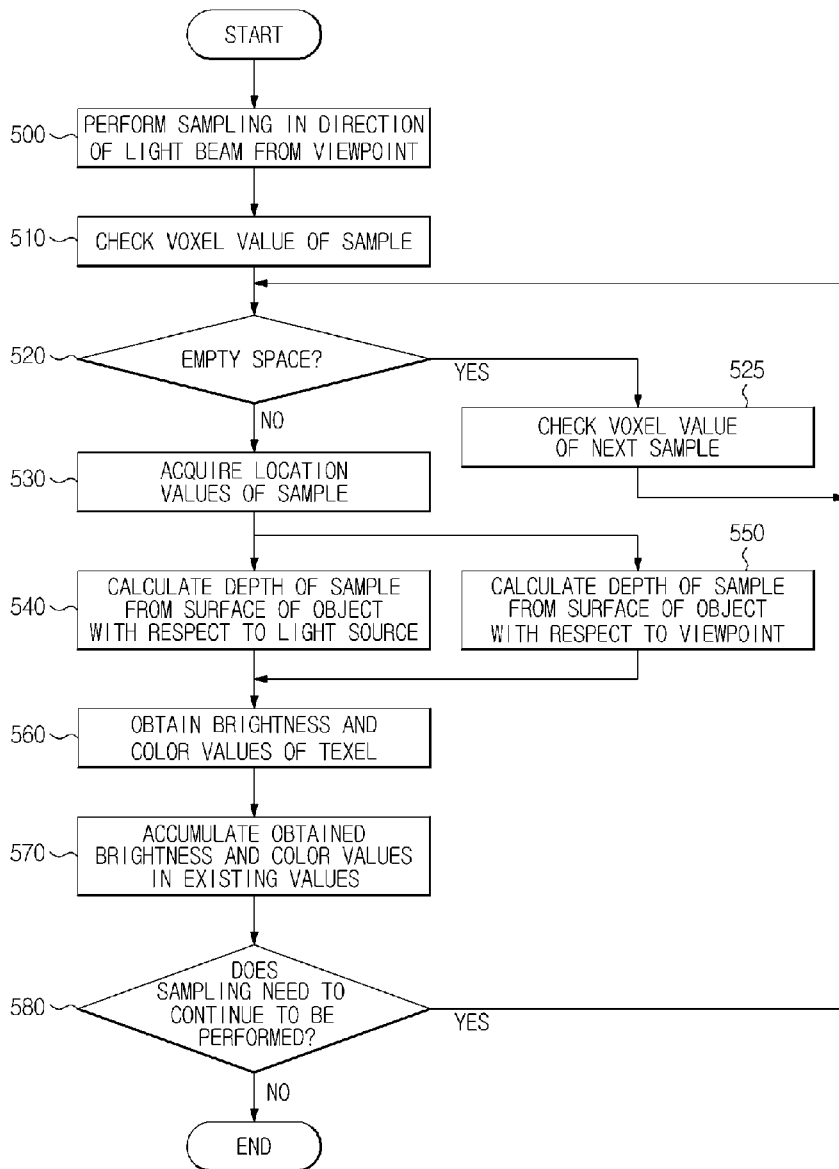 START
500
PERFORM SAMPLING IN DIRECTION
OF LIGHT BEAM FROM VIEWPOINT
510
CHECK VOXEL VALUE OF SAMPLE
520
EMPTY SPACE?
YES
NO
525
CHECK VOXEL VALUE
OF NEXT SAMPLE
530
ACQUIRE LOCATION
VALUES OF SAMPLE
540
CALCULATE DEPTH OF SAMPLE
FROM SURFACE OF OBJECT
WITH RESPECT TO LIGHT SOURCE
550
CALCULATE DEPTH OF SAMPLE
FROM SURFACE OF OBJECT
WITH RESPECT TO VIEWPOINT
560
OBTAIN BRIGHTNESS AND
COLOR VALUES OF TEXEL
570
ACCUMULATE OBTAINED
BRIGHTNESS AND COLOR VALUES
IN EXISTING VALUES
580
DOES
SAMPLING NEED TO
CONTINUE TO BE
PERFORMED?
YES
NO
END